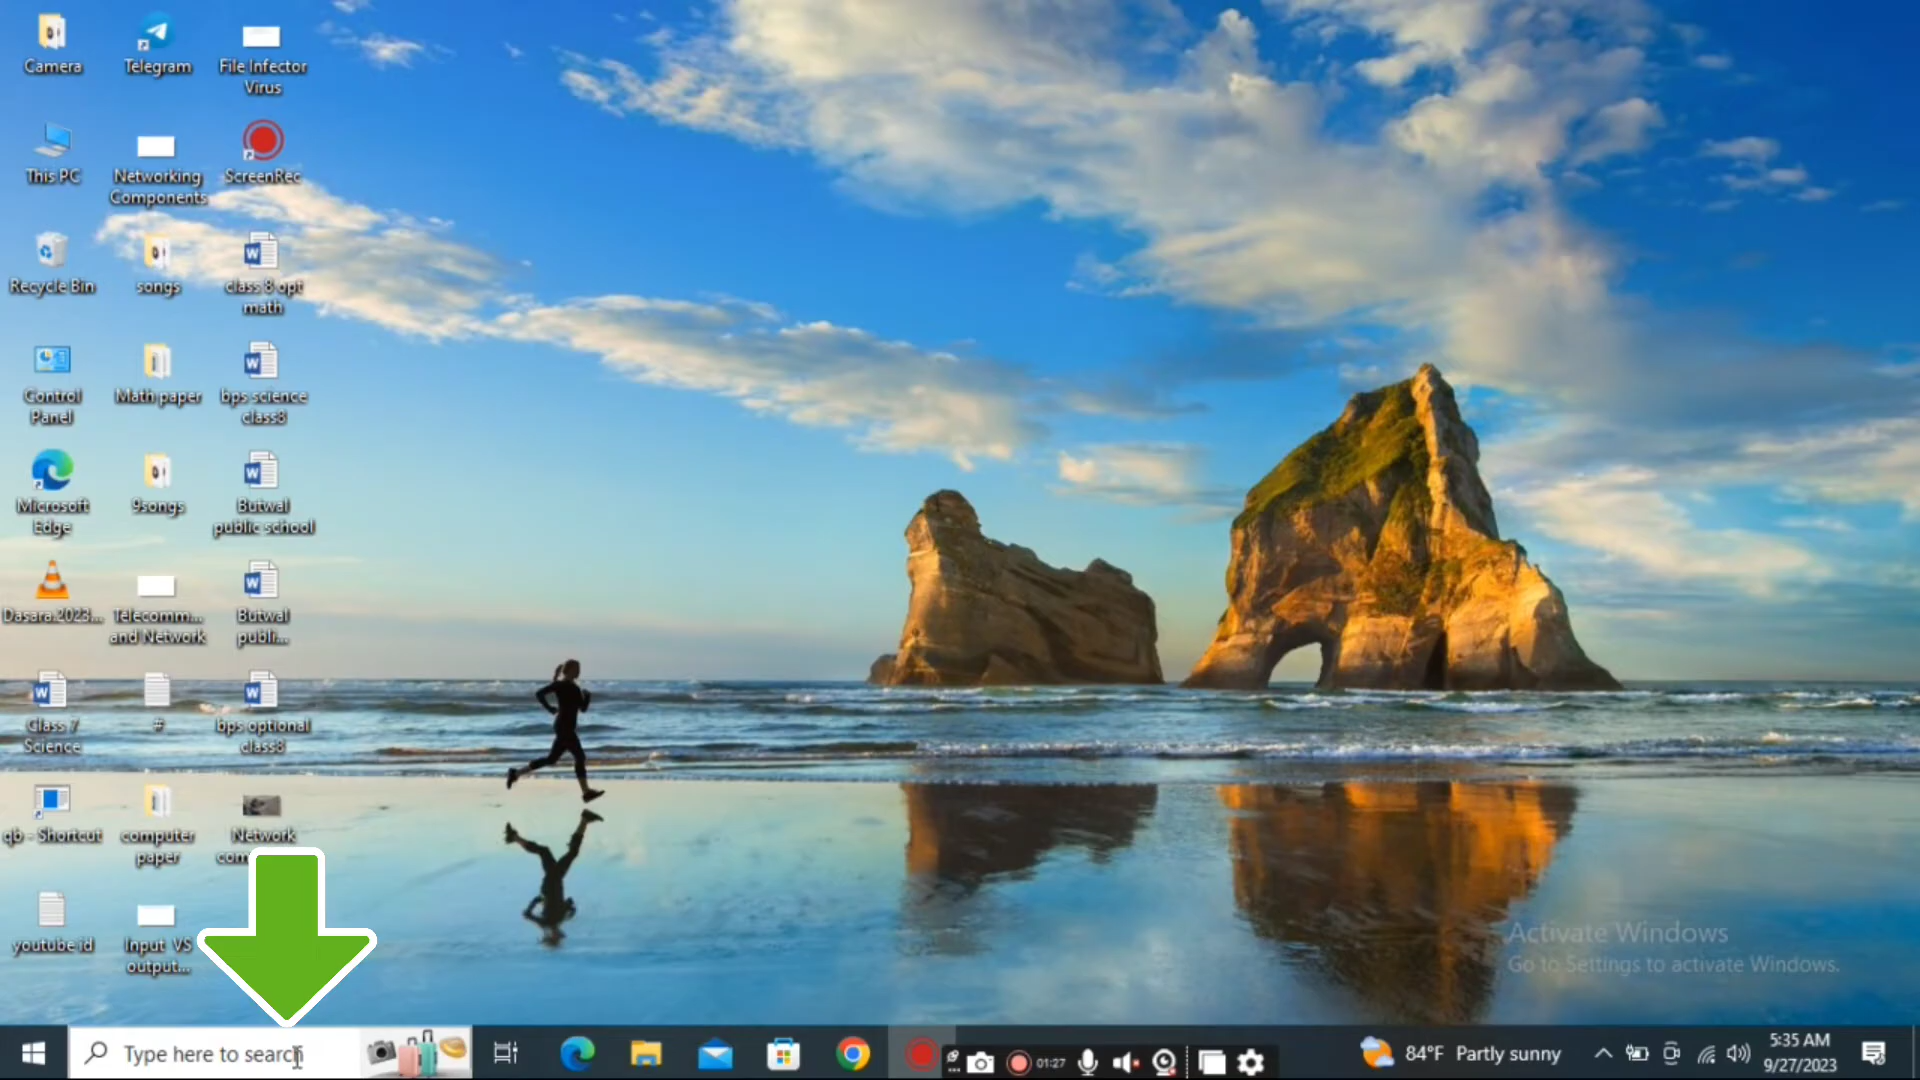 Camera
Telegram
File Infector
Virus
This PC
Networking
Components
ScreenRec
Recycle Bin
songs
class 8 opt
math
Control
Panel
Math paper
bps science
class8
Microsoft
Edge
9songs
Butwal
public school
Dasara.2023...
Telecomm...
and Network
Butwal
publi...
Class 7
Science
#
bps optional
class8
qb - Shortcut
computer
paper
Network
youtube id
Input VS
output...
Activate Windows
Go to Settings to activate Windows.
Type here to search
01:27
84°F Partly sunny
5:35 AM
9/27/2023